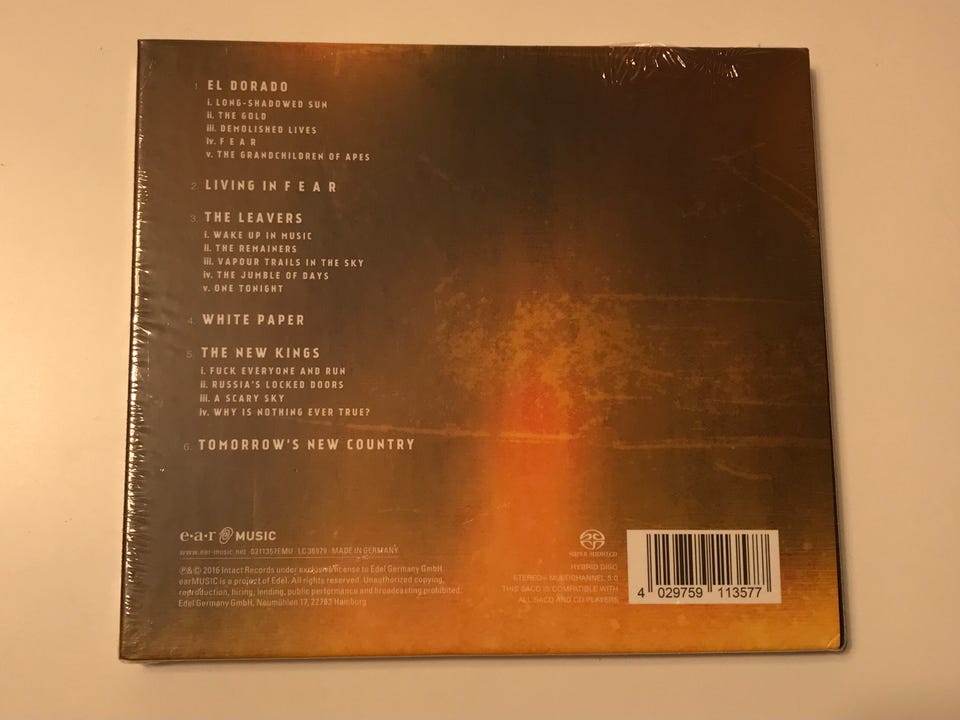 1. EL DORADO
i. LONG-SHADOWED SUN
ii. THE GOLD
iii. DEMOLISHED LIVES
iv. F E A R
v. THE GRANDCHILDREN OF APES
2. LIVING IN F E A R
3. THE LEAVERS
i. WAKE UP IN MUSIC
ii. THE REMAINERS
iii. VAPOUR TRAILS IN THE SKY
iv. THE JUMBLE OF DAYS
v. ONE TONIGHT
4. WHITE PAPER
5. THE NEW KINGS
i. FUCK EVERYONE AND RUN
ii. RUSSIA'S LOCKED DOORS
iii. A SCARY SKY
iv. WHY IS NOTHING EVER TRUE?
6. TOMORROW'S NEW COUNTRY
e·a·r MUSIC
www.ear-music.net · 0211357EMU · LC36979 · MADE IN GERMANY
℗&© 2016 Intact Records under exclusive license to Edel Germany GmbH.
earMUSIC is a project of Edel. All rights reserved. Unauthorized copying,
reproduction, hiring, lending, public performance and broadcasting prohibited.
Edel Germany GmbH, Neumühlen 17, 22763 Hamburg
SUPER AUDIO CD
HYBRID DISC
STEREO + MULTICHANNEL 5.0
THIS SACD IS COMPATIBLE WITH
ALL SACD AND CD PLAYERS
4 029759 113577